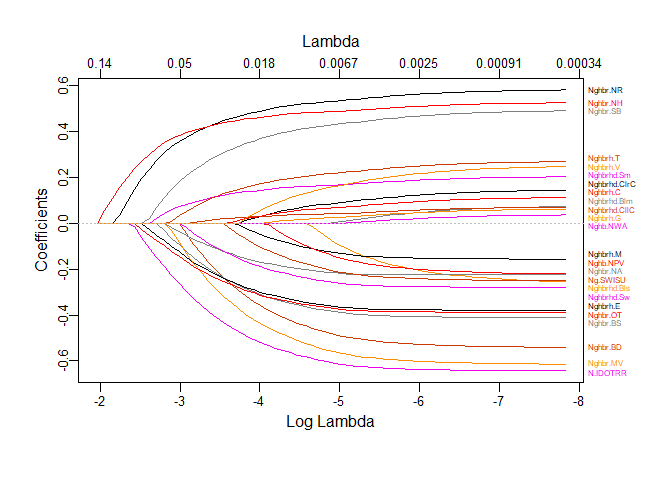 Lambda
0.14 0.05 0.018 0.0067 0.0025 0.00091 0.00034
Coefficients
0.6
0.4
0.2
0.0
-0.2
-0.4
-0.6
Nghbr.NR
Nghbr.NH
Nghbr.SB
Nghbrh.T
Nghbrh.V
Nghbrhd.Sm
Nghbrhd.ClrC
Nghbrh.C
Nghbrhd.Blm
Nghbrhd.CllC
Nghbrh.G
Nghb.NWA
Nghbrh.M
Nghb.NPV
Nghbr.NA
Ng.SWISU
Nghbrhd.Bls
Nghbrhd.Sw
Nghbrh.E
Nghbr.OT
Nghbr.BS
Nghbr.BD
Nghbr.MV
N.IDOTRR
-2 -3 -4 -5 -6 -7 -8
Log Lambda